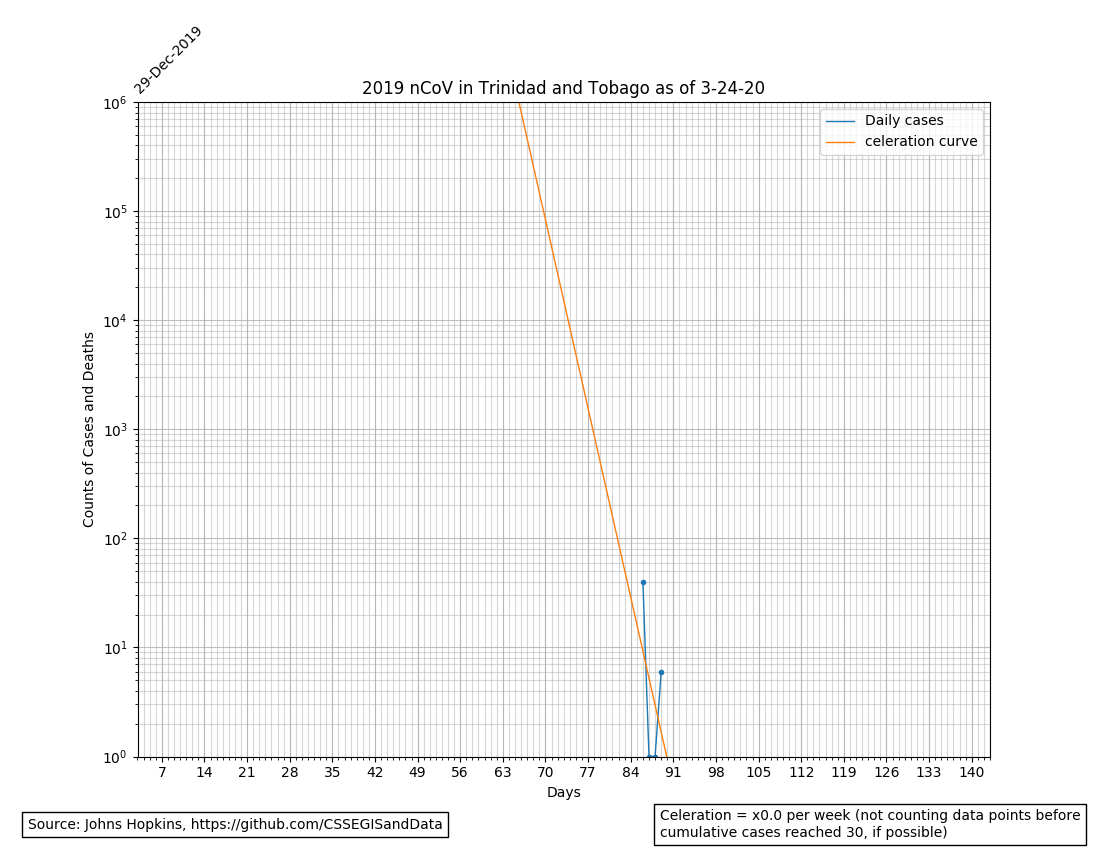 29-Dec-2019
2019 nCoV in Trinidad and Tobago as of 3-24-20
Daily cases
celeration curve
Counts of Cases and Deaths
10^6
10^5
10^4
10^3
10^2
10^1
10^0
7 14 21 28 35 42 49 56 63 70 77 84 91 98 105 112 119 126 133 140
Days
Source: Johns Hopkins, https://github.com/CSSEGISandData
Celeration = x0.0 per week (not counting data points before
cumulative cases reached 30, if possible)